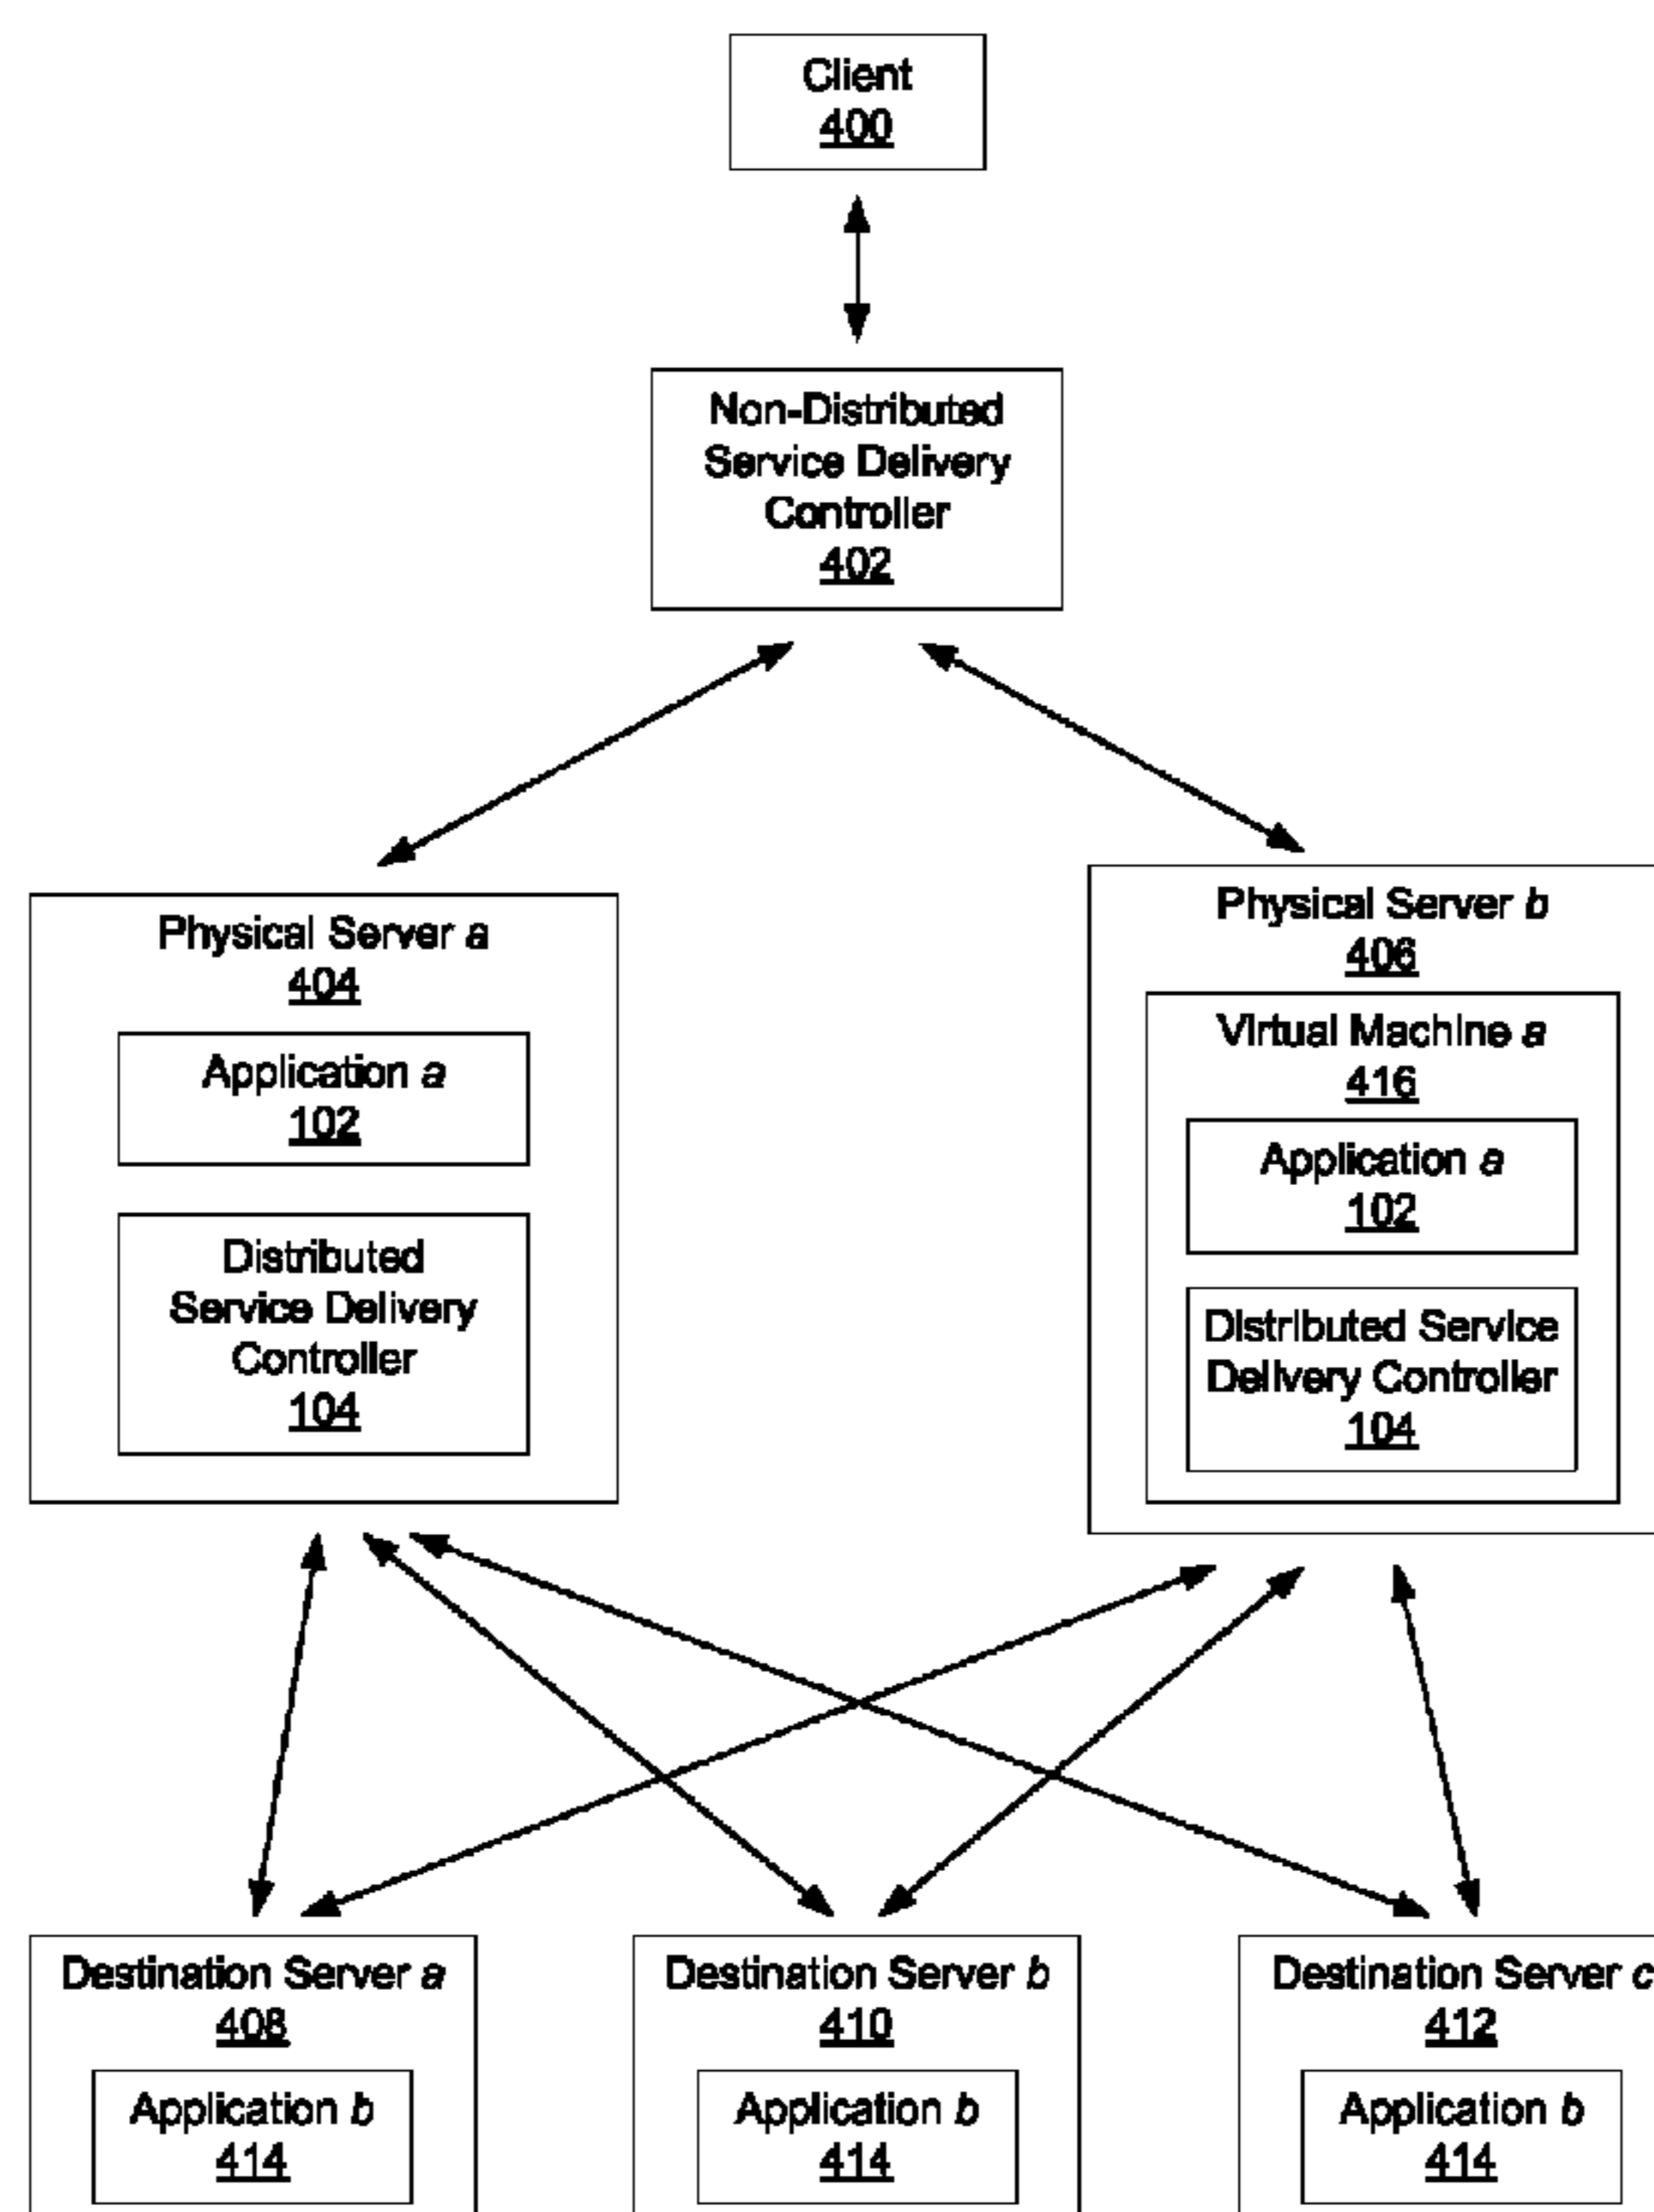 Client
400
Non-Distributed
Service Delivery
Controller
402
Physical Server a
404
Application a
102
Distributed
Service Delivery
Controller
104
Physical Server b
406
Virtual Machine a
416
Application a
102
Distributed Service
Delivery Controller
104
Destination Server a
408
Application b
414
Destination Server b
410
Application b
414
Destination Server c
412
Application b
414